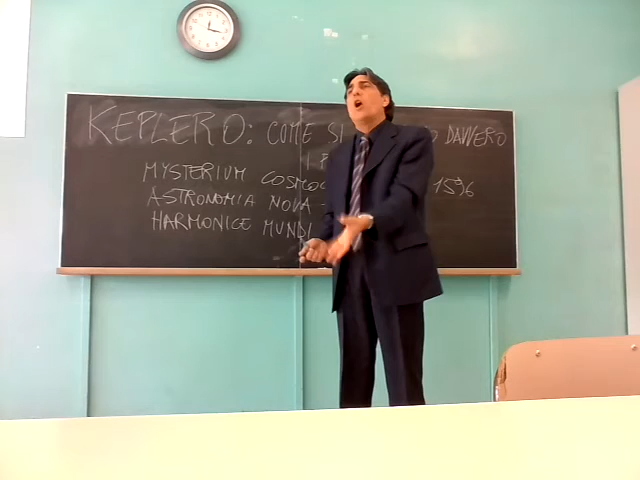 KEPLERO: COME SI DAVVERO
MYSTERIUM 1596
ASTRONOMIA NOVA -
HARMONICE MUNDI